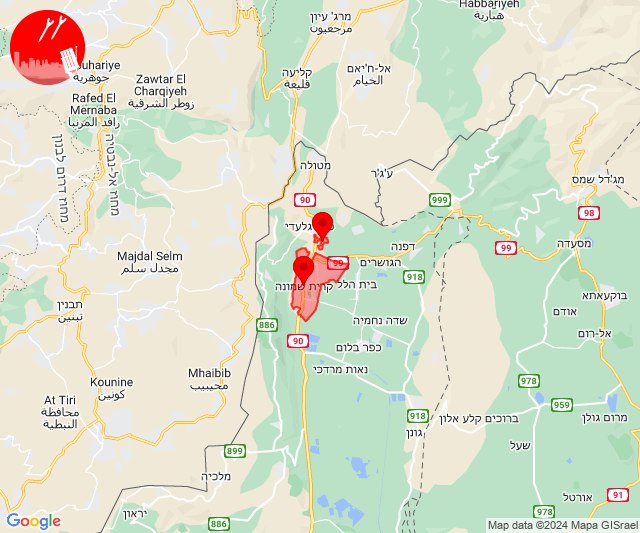 Habbariyeh
הבאריה
מרג' עיון
مرجعيون
אל-ח'יאם
الخيام
קליעה
قليعة
جوهرية
Zawtar El
Charqiyeh
زوطر الشرقية
Rafed El
Mernaba
رافد المرنبا
מחוז אל-נבטיה
מחוז דרום לבנון
מטולה
ע'ג'ר
מג'דל שמס
90
999
98
גלעדי
דפנה
99
מסעדה
Majdal Selm
مجدل سلم
הגושרים
90
918
קרית שמונה
בית הלל
בוקעאתא
חבנין
تبنين
שדה נחמיה
אודם
886
אל-רום
90
כפר בלום
Mhaibib
محيبيب
נאות מרדכי
Kounine
كونين
978
At Tiri
محافظة
النبطية
918
ברוכים קלע אלון
959
מרום גולן
גונן
899
שעל
מלכיה
91
אורטל
978
יראון
886
Google
Map data ©2024 Mapa GISrael